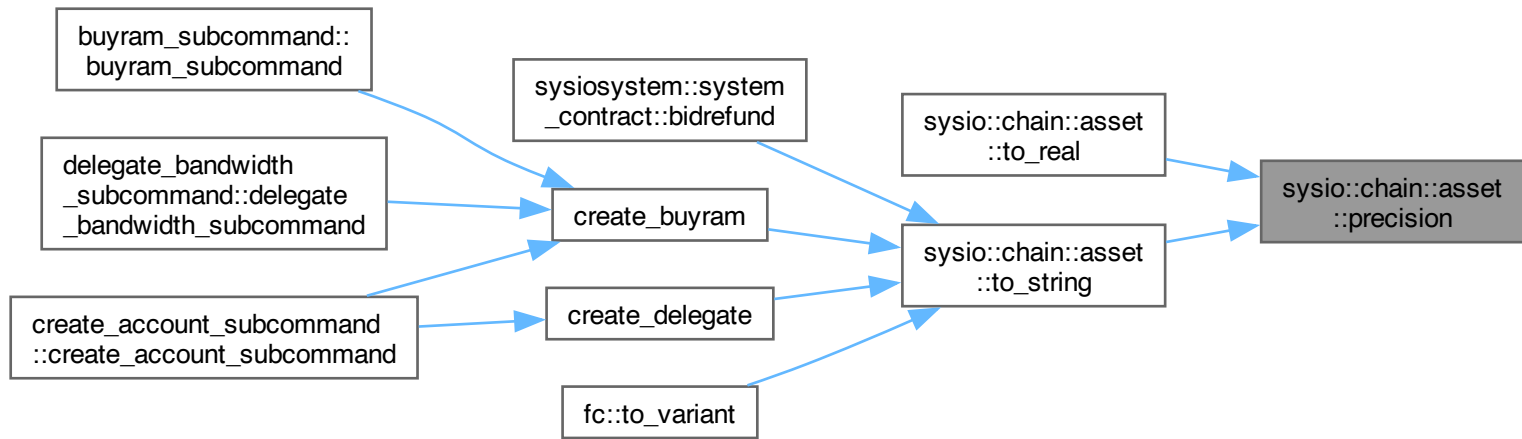 buyram_subcommand::
buyram_subcommand
delegate_bandwidth
_subcommand::delegate
_bandwidth_subcommand
create_account_subcommand
::create_account_subcommand
sysiosystem::system
_contract::bidrefund
create_buyram
create_delegate
fc::to_variant
sysio::chain::asset
::to_real
sysio::chain::asset
::to_string
sysio::chain::asset
::precision